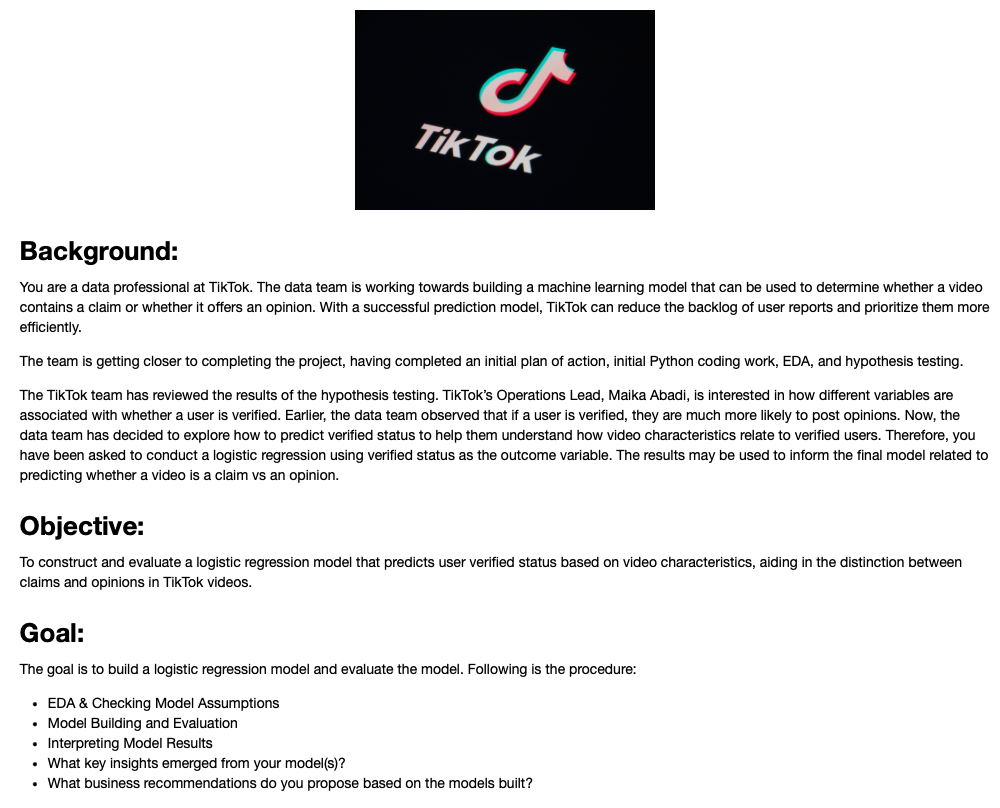 TikTok
Background:
You are a data professional at TikTok. The data team is working towards building a machine learning model that can be used to determine whether a video
contains a claim or whether it offers an opinion. With a successful prediction model, TikTok can reduce the backlog of user reports and prioritize them more
efficiently.
The team is getting closer to completing the project, having completed an initial plan of action, initial Python coding work, EDA, and hypothesis testing.
The TikTok team has reviewed the results of the hypothesis testing. TikTok’s Operations Lead, Maika Abadi, is interested in how different variables are
associated with whether a user is verified. Earlier, the data team observed that if a user is verified, they are much more likely to post opinions. Now, the
data team has decided to explore how to predict verified status to help them understand how video characteristics relate to verified users. Therefore, you
have been asked to conduct a logistic regression using verified status as the outcome variable. The results may be used to inform the final model related to
predicting whether a video is a claim vs an opinion.
Objective:
To construct and evaluate a logistic regression model that predicts user verified status based on video characteristics, aiding in the distinction between
claims and opinions in TikTok videos.
Goal:
The goal is to build a logistic regression model and evaluate the model. Following is the procedure:
• EDA & Checking Model Assumptions
• Model Building and Evaluation
• Interpreting Model Results
• What key insights emerged from your model(s)?
• What business recommendations do you propose based on the models built?